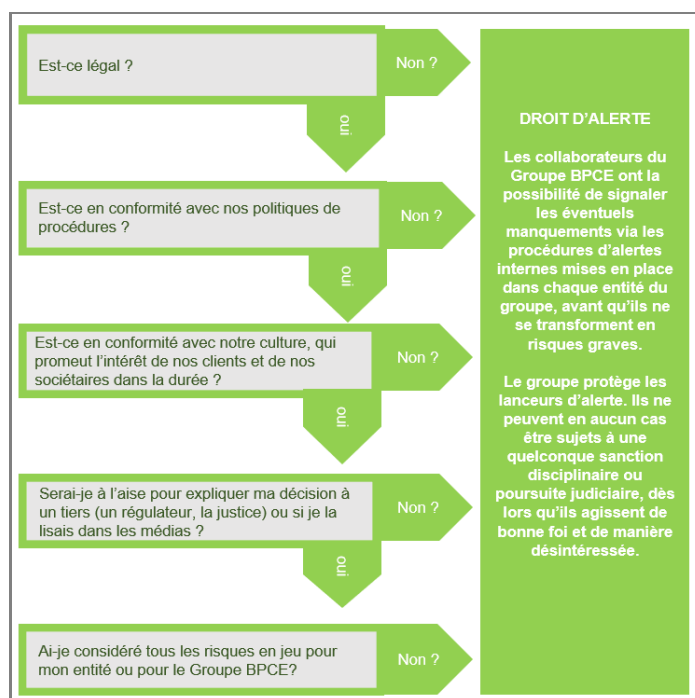 Est-ce légal ?
Non ?
oui
Est-ce en conformité avec nos politiques de
procédures ?
Non ?
oui
Est-ce en conformité avec notre culture, qui
promeut l'intérêt de nos clients et de nos
sociétaires dans la durée ?
Non ?
oui
Serai-je à l'aise pour expliquer ma décision à
un tiers (un régulateur, la justice) ou si je la
lisais dans les médias ?
Non ?
oui
Ai-je considéré tous les risques en jeu pour
mon entité ou pour le Groupe BPCE?
Non ?
DROIT D'ALERTE
Les collaborateurs du
Groupe BPCE ont la
possibilité de signaler
les éventuels
manquements via les
procédures d'alertes
internes mises en place
dans chaque entité du
groupe, avant qu'ils ne
se transforment en
risques graves.
Le groupe protège les
lanceurs d'alerte. Ils ne
peuvent en aucun cas
être sujets à une
quelconque sanction
disciplinaire ou
poursuite judiciaire, dès
lors qu'ils agissent de
bonne foi et de manière
désintéressée.